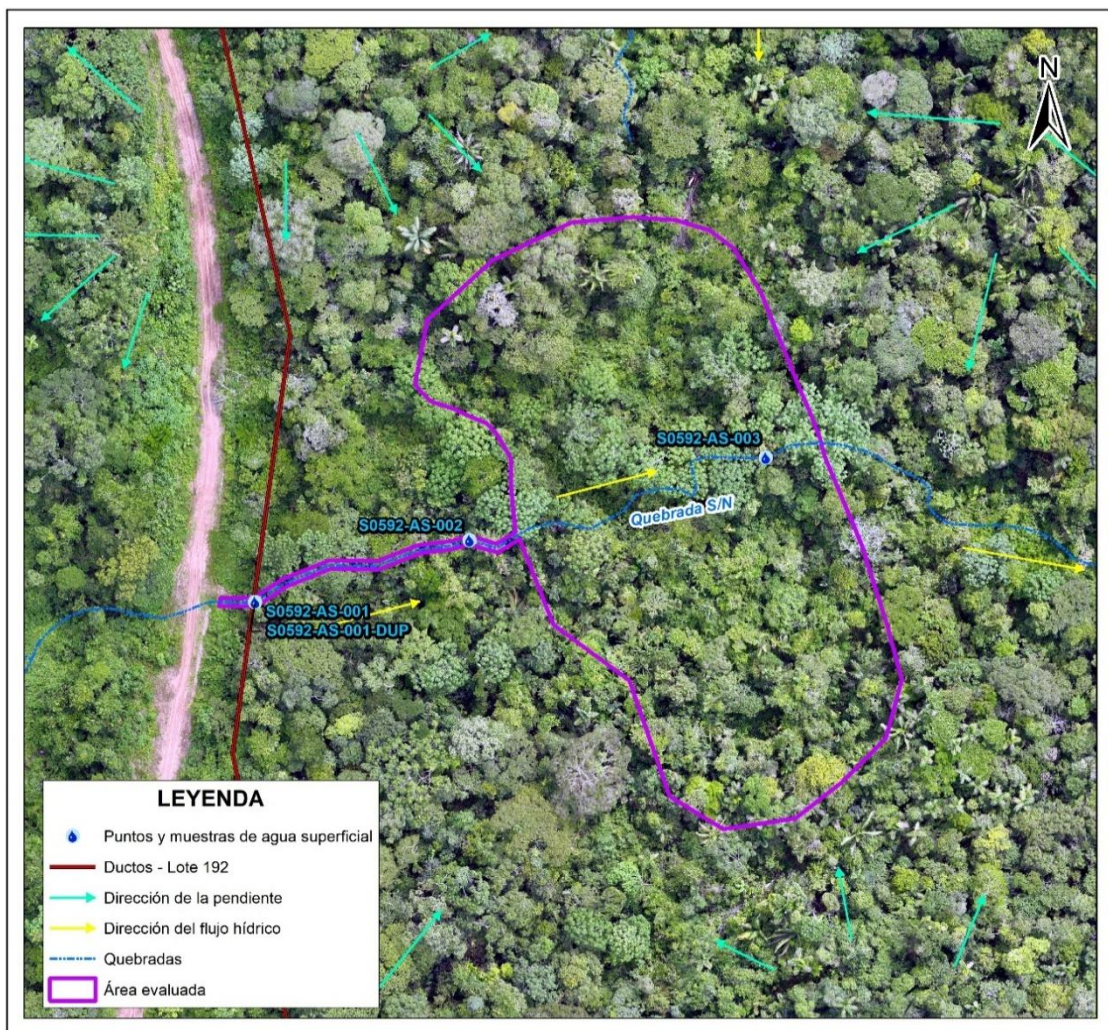 N
S0592-AS-003
Quebrada S/N
S0592-AS-002
S0592-AS-001
S0592-AS-001-DUP
LEYENDA
Puntos y muestras de agua superficial
Ductos - Lote 192
Dirección de la pendiente
Dirección del flujo hídrico
Quebradas
Área evaluada